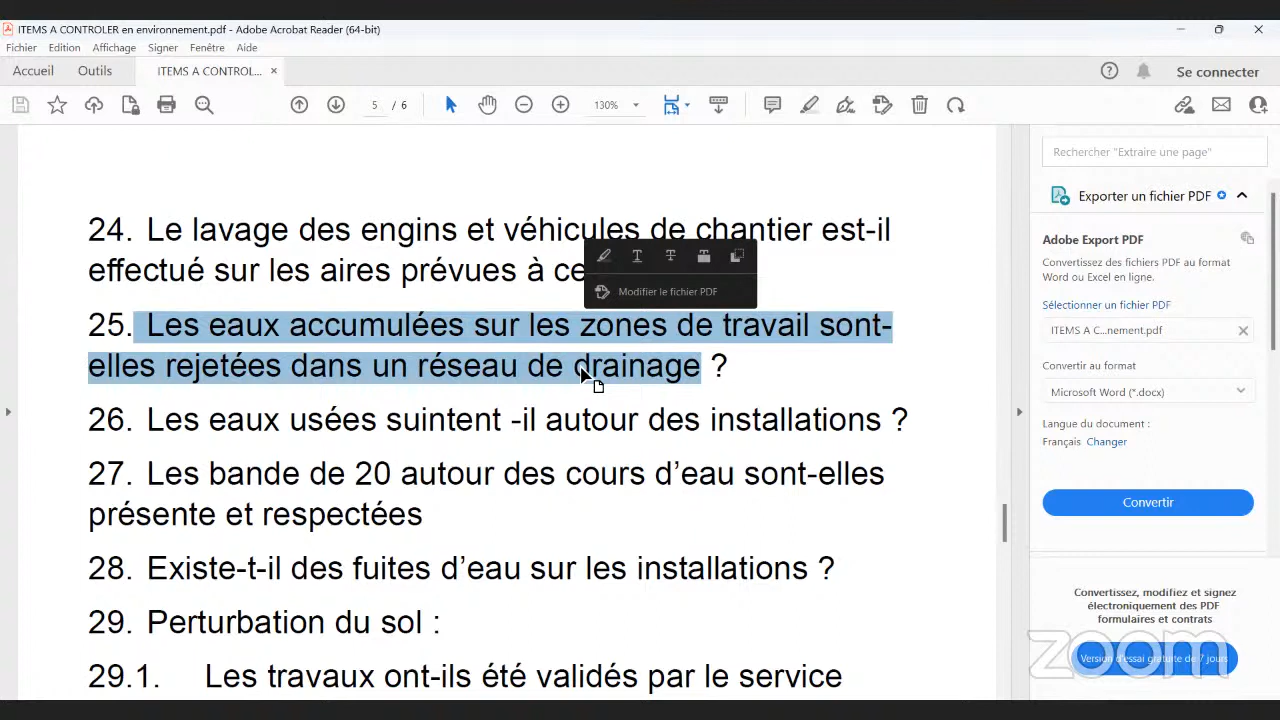 ITEMS A CONTROLER en environnement.pdf - Adobe Acrobat Reader (64-bit)
Fichier Edition Affichage Signer Fenêtre Aide
Accueil Outils ITEMS A CONTROL... × Se connecter
5 / 6 130%
Rechercher "Extraire une page"
Exporter un fichier PDF
Adobe Export PDF
Convertissez des fichiers PDF au format
Word ou Excel en ligne.
Sélectionner un fichier PDF
ITEMS A C...nement.pdf
Convertir au format
Microsoft Word (*.docx)
Langue du document :
Français Changer
Convertir
Convertissez, modifiez et signez
électroniquement des PDF
formulaires et contrats
Version d'essai gratuite de 7 jours
zoom
24. Le lavage des engins et véhicules de chantier est-il
effectué sur les aires prévues à ce
Modifier le fichier PDF
25. Les eaux accumulées sur les zones de travail sont-
elles rejetées dans un réseau de drainage ?
26. Les eaux usées suintent -il autour des installations ?
27. Les bande de 20 autour des cours d’eau sont-elles
présente et respectées
28. Existe-t-il des fuites d’eau sur les installations ?
29. Perturbation du sol :
29.1. Les travaux ont-ils été validés par le service